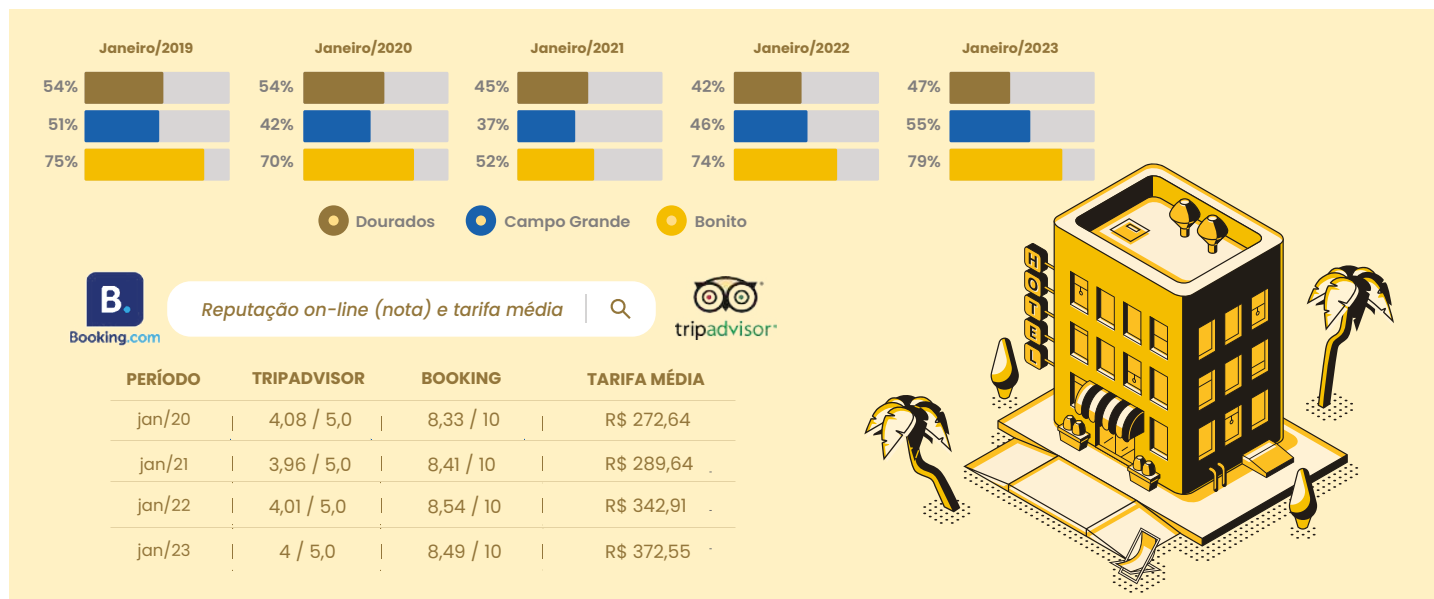 Janeiro/2019 Janeiro/2020 Janeiro/2021 Janeiro/2022 Janeiro/2023
54% 54% 45% 42% 47%
51% 42% 37% 46% 55%
75% 70% 52% 74% 79%
Dourados Campo Grande Bonito
B.
Booking.com
Reputação on-line (nota) e tarifa média
tripadvisor®
HOTEL
PERÍODO TRIPADVISOR BOOKING TARIFA MÉDIA
jan/20 4,08 / 5,0 8,33 / 10 R$ 272,64
jan/21 3,96 / 5,0 8,41 / 10 R$ 289,64
jan/22 4,01 / 5,0 8,54 / 10 R$ 342,91
jan/23 4 / 5,0 8,49 / 10 R$ 372,55